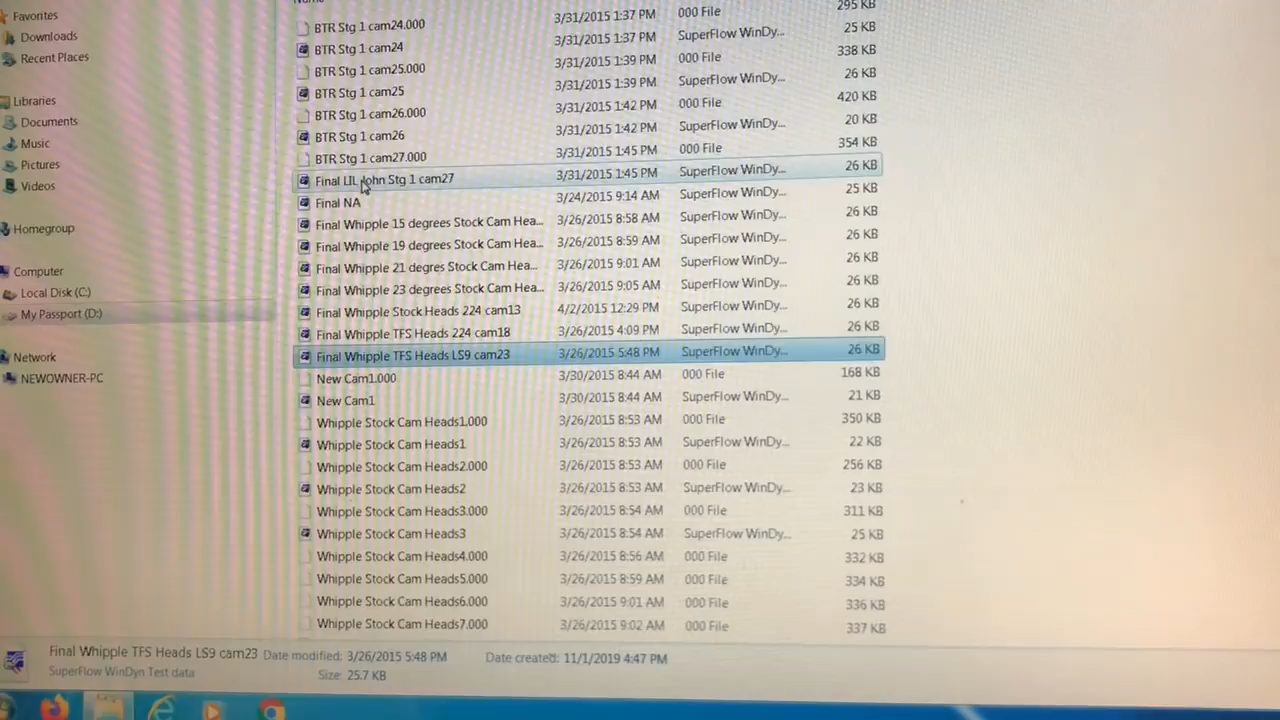 Favorites
Downloads
Recent Places
Libraries
Documents
Music
Pictures
Videos
Homegroup
Computer
Local Disk (C:)
My Passport (D:)
Network
NEWOWNER-PC
Name
BTR Stg 1 cam24.000 3/31/2015 1:37 PM 000 File 295 KB
BTR Stg 1 cam24 3/31/2015 1:37 PM SuperFlow WinDy... 25 KB
BTR Stg 1 cam25.000 3/31/2015 1:39 PM 000 File 338 KB
BTR Stg 1 cam25 3/31/2015 1:39 PM SuperFlow WinDy... 26 KB
BTR Stg 1 cam26.000 3/31/2015 1:42 PM 000 File 420 KB
BTR Stg 1 cam26 3/31/2015 1:42 PM SuperFlow WinDy... 20 KB
BTR Stg 1 cam27.000 3/31/2015 1:45 PM 000 File 354 KB
Final LIL John Stg 1 cam27 3/31/2015 1:45 PM SuperFlow WinDy... 26 KB
Final NA 3/24/2015 9:14 AM SuperFlow WinDy... 25 KB
Final Whipple 15 degrees Stock Cam Hea... 3/26/2015 8:58 AM SuperFlow WinDy... 26 KB
Final Whipple 19 degrees Stock Cam Hea... 3/26/2015 8:59 AM SuperFlow WinDy... 26 KB
Final Whipple 21 degres Stock Cam Hea... 3/26/2015 9:01 AM SuperFlow WinDy... 26 KB
Final Whipple 23 degrees Stock Cam Hea... 3/26/2015 9:05 AM SuperFlow WinDy... 26 KB
Final Whipple Stock Heads 224 cam13 4/2/2015 12:29 PM SuperFlow WinDy... 26 KB
Final Whipple TFS Heads 224 cam18 3/26/2015 4:09 PM SuperFlow WinDy... 26 KB
Final Whipple TFS Heads LS9 cam23 3/26/2015 5:48 PM SuperFlow WinDy... 26 KB
New Cam1.000 3/30/2015 8:44 AM 000 File 168 KB
New Cam1 3/30/2015 8:44 AM SuperFlow WinDy... 21 KB
Whipple Stock Cam Heads1.000 3/26/2015 8:53 AM 000 File 350 KB
Whipple Stock Cam Heads1 3/26/2015 8:53 AM SuperFlow WinDy... 22 KB
Whipple Stock Cam Heads2.000 3/26/2015 8:53 AM 000 File 256 KB
Whipple Stock Cam Heads2 3/26/2015 8:53 AM SuperFlow WinDy... 23 KB
Whipple Stock Cam Heads3.000 3/26/2015 8:54 AM 000 File 311 KB
Whipple Stock Cam Heads3 3/26/2015 8:54 AM SuperFlow WinDy... 25 KB
Whipple Stock Cam Heads4.000 3/26/2015 8:56 AM 000 File 332 KB
Whipple Stock Cam Heads5.000 3/26/2015 8:59 AM 000 File 334 KB
Whipple Stock Cam Heads6.000 3/26/2015 9:01 AM 000 File 336 KB
Whipple Stock Cam Heads7.000 3/26/2015 9:02 AM 000 File 337 KB
Final Whipple TFS Heads LS9 cam23 Date modified: 3/26/2015 5:48 PM Date created: 11/1/2019 4:47 PM
SuperFlow WinDyn Test data Size: 25.7 KB